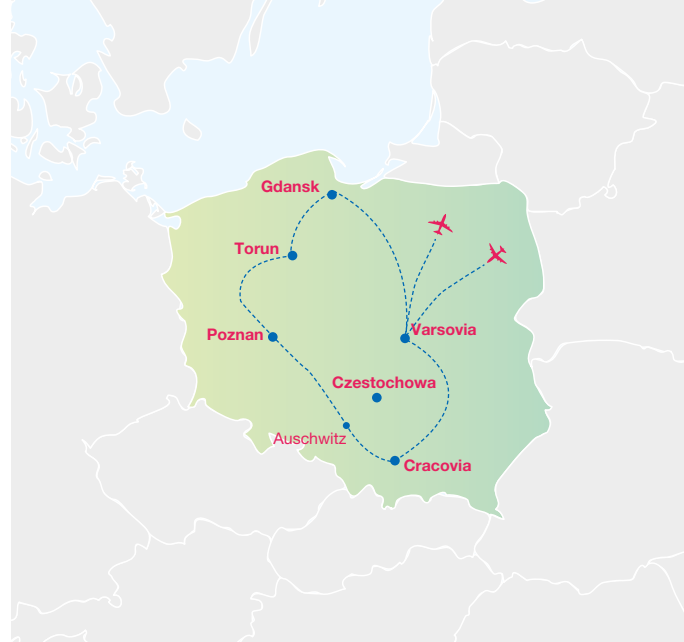 Gdansk
Torun
Poznan
Varsovia
Czestochowa
Auschwitz
Cracovia